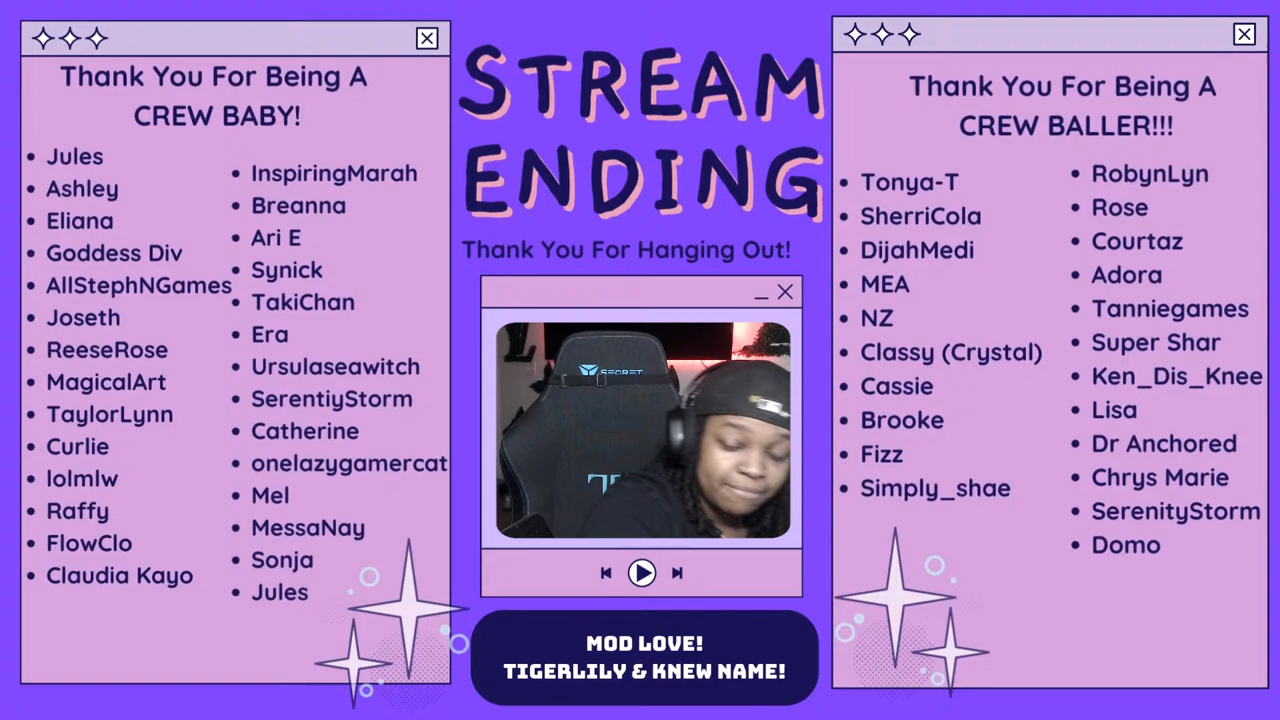 Thank You For Being A
CREW BABY!
Jules
Ashley
Eliana
Goddess Div
AllStephNGames
Joseth
ReeseRose
MagicalArt
TaylorLynn
Curlie
lolmlw
Raffy
FlowClo
Claudia Kayo
InspiringMarah
Breanna
Ari E
Synick
TakiChan
Era
Ursulaseawitch
SerentiyStorm
Catherine
onelazygamercat
Mel
MessaNay
Sonja
Jules
STREAM
ENDING
Thank You For Hanging Out!
SECRET
MOD LOVE!
TIGERLILY & KNEW NAME!
Thank You For Being A
CREW BALLER!!!
Tonya-T
SherriCola
DijahMedi
MEA
NZ
Classy (Crystal)
Cassie
Brooke
Fizz
Simply_shae
RobynLyn
Rose
Courtaz
Adora
Tanniegames
Super Shar
Ken_Dis_Knee
Lisa
Dr Anchored
Chrys Marie
SerenityStorm
Domo